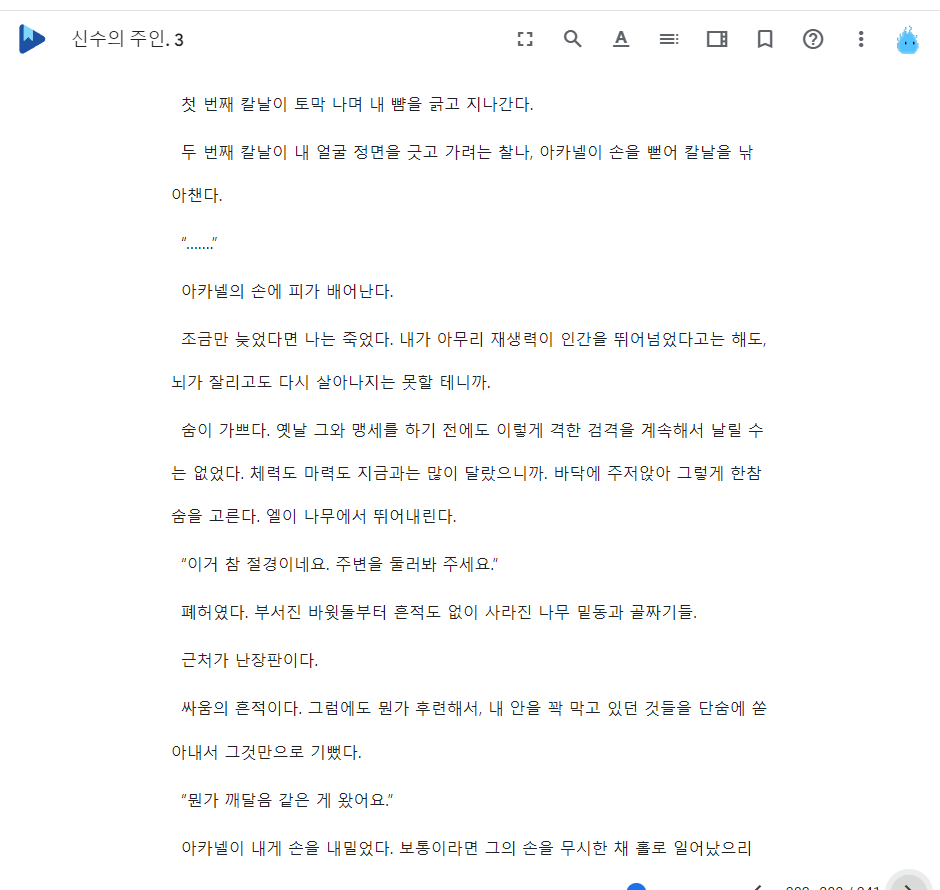 신수의 주인. 3
첫 번째 칼날이 토막 나며 내 뺨을 긁고 지나간다.
두 번째 칼날이 내 얼굴 정면을 긋고 가려는 찰나, 아카넬이 손을 뻗어 칼날을 낚
아챈다.
"……."
아카넬의 손에 피가 배어난다.
조금만 늦었다면 나는 죽었다. 내가 아무리 재생력이 인간을 뛰어넘었다고는 해도,
뇌가 잘리고도 다시 살아나지는 못할 테니까.
숨이 가쁘다. 옛날 그와 맹세를 하기 전에도 이렇게 격한 검격을 계속해서 날릴 수
는 없었다. 체력도 마력도 지금과는 많이 달랐으니까. 바닥에 주저앉아 그렇게 한참
숨을 고른다. 엘이 나무에서 뛰어내린다.
"이거 참 절경이네요. 주변을 둘러봐 주세요."
폐허였다. 부서진 바윗돌부터 흔적도 없이 사라진 나무 밑동과 골짜기들.
근처가 난장판이다.
싸움의 흔적이다. 그럼에도 뭔가 후련해서, 내 안을 꽉 막고 있던 것들을 단숨에 쏟
아내서 그것만으로 기뻤다.
"뭔가 깨달음 같은 게 왔어요."
아카넬이 내게 손을 내밀었다. 보통이라면 그의 손을 무시한 채 홀로 일어났으리